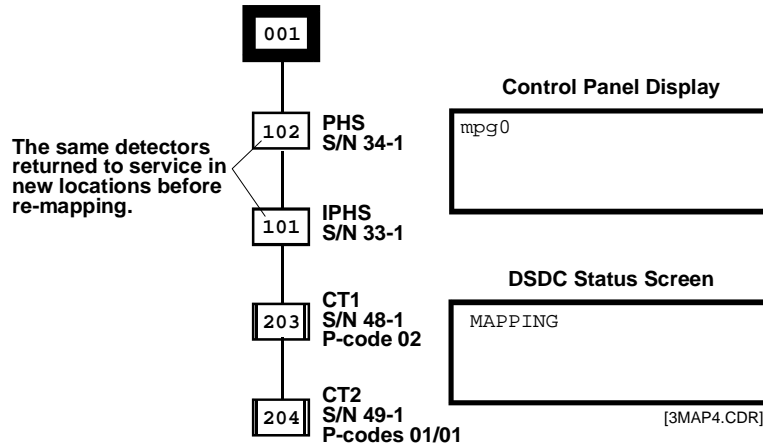 001
102
PHS
S/N 34-1
The same detectors
returned to service in
new locations before
re-mapping.
101
IPHS
S/N 33-1
203
CT1
S/N 48-1
P-code 02
204
CT2
S/N 49-1
P-codes 01/01
Control Panel Display
mpg0
DSDC Status Screen
MAPPING
[3MAP4.CDR]